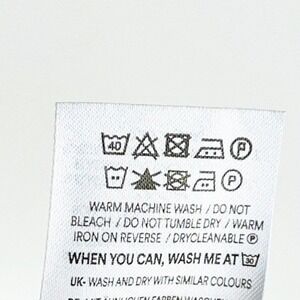 40 P
P
WARM MACHINE WASH / DO NOT
BLEACH / DO NOT TUMBLE DRY / WARM
IRON ON REVERSE / DRYCLEANABLE P
WHEN YOU CAN, WASH ME AT 30
UK- WASH AND DRY WITH SIMILAR COLOURS